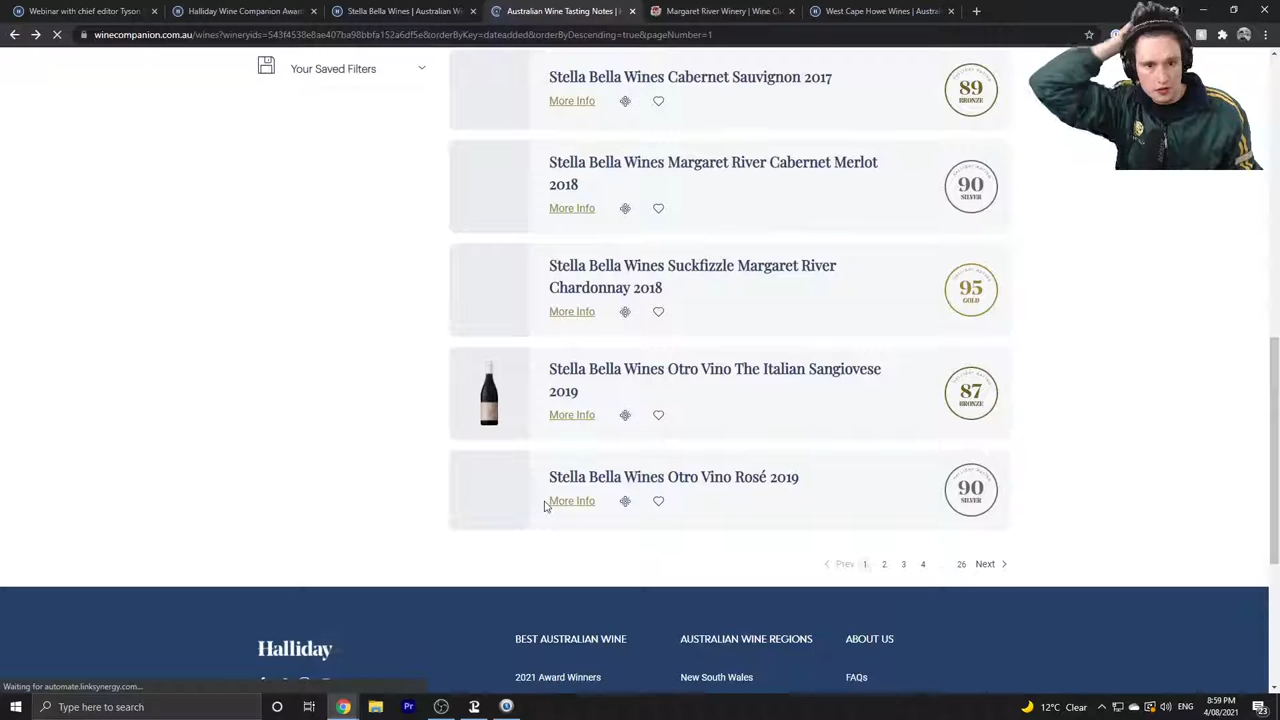 Webinar with chief editor Tyson
Halliday Wine Companion
Stella Bella Wines | Australian W
Australian Wine Tasting Notes | H
Margaret River Winery | Wine C
West Cape Howe Wines | Austral
winecompanion.com.au/wines?wineryids=543f4538e8ae407ba98bbfa152a6df5e&orderByKey=dateadded&orderByDescending=true&pageNumber=1
Your Saved Filters
Stella Bella Wines Cabernet Sauvignon 2017
More Info
89
BRONZE
Stella Bella Wines Margaret River Cabernet Merlot
2018
More Info
90
SILVER
Stella Bella Wines Suckfizzle Margaret River
Chardonnay 2018
More Info
95
GOLD
Stella Bella Wines Otro Vino The Italian Sangiovese
2019
More Info
87
BRONZE
Stella Bella Wines Otro Vino Rosé 2019
More Info
90
SILVER
Prev 1 2 3 4 ... 26 Next
Halliday
BEST AUSTRALIAN WINE
2021 Award Winners
AUSTRALIAN WINE REGIONS
New South Wales
ABOUT US
FAQs
Waiting for automate.linksynergy.com...
Type here to search
12°C Clear
ENG
8:59 PM
4/08/2021
23